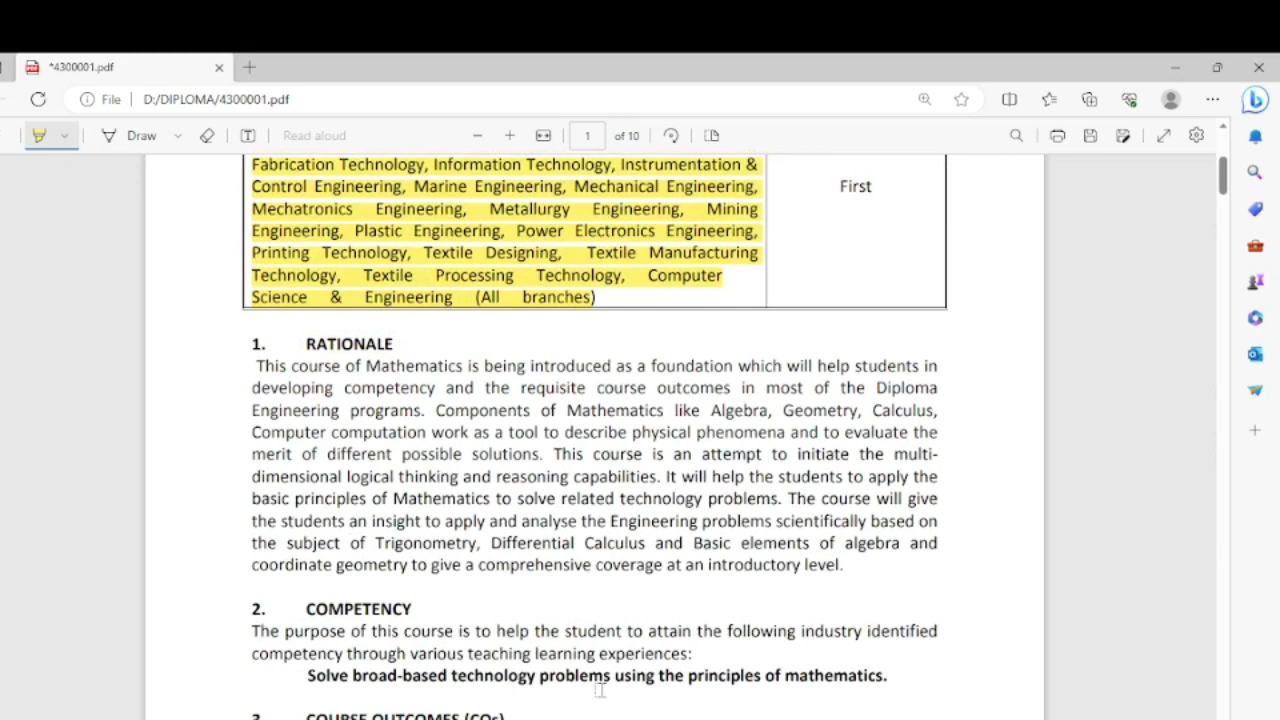 *4300001.pdf
File
D:/DIPLOMA/4300001.pdf
Draw
Read aloud
1
of 10
Fabrication Technology, Information Technology, Instrumentation &
Control Engineering, Marine Engineering, Mechanical Engineering,
Mechatronics Engineering, Metallurgy Engineering, Mining
Engineering, Plastic Engineering, Power Electronics Engineering,
Printing Technology, Textile Designing, Textile Manufacturing
Technology, Textile Processing Technology, Computer
Science & Engineering (All branches)
First
1. RATIONALE
This course of Mathematics is being introduced as a foundation which will help students in
developing competency and the requisite course outcomes in most of the Diploma
Engineering programs. Components of Mathematics like Algebra, Geometry, Calculus,
Computer computation work as a tool to describe physical phenomena and to evaluate the
merit of different possible solutions. This course is an attempt to initiate the multi-
dimensional logical thinking and reasoning capabilities. It will help the students to apply the
basic principles of Mathematics to solve related technology problems. The course will give
the students an insight to apply and analyse the Engineering problems scientifically based on
the subject of Trigonometry, Differential Calculus and Basic elements of algebra and
coordinate geometry to give a comprehensive coverage at an introductory level.
2. COMPETENCY
The purpose of this course is to help the student to attain the following industry identified
competency through various teaching learning experiences:
Solve broad-based technology problems using the principles of mathematics.
3. COURSE OUTCOMES (COs)